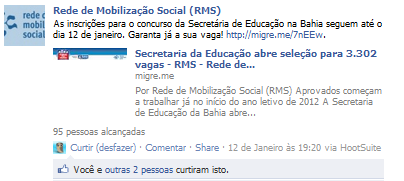 rede de
mobiliz
social
Rede de Mobilização Social (RMS)
As inscrições para o concurso da Secretária de Educação na Bahia seguem até o
dia 12 de janeiro. Garanta já a sua vaga! http://migre.me/7nEEw.
Secretaria da Educação abre seleção para 3.302
vagas - RMS - Rede de...
migre.me
Por Rede de Mobilização Social (RMS) Aprovados começam
a trabalhar já no início do ano letivo de 2012 A Secretaria
de Educação da Bahia abre...
95 pessoas alcançadas
Curtir (desfazer) · Comentar · Share · 12 de Janeiro às 19:20 via HootSuite
Você e outras 2 pessoas curtiram isto.